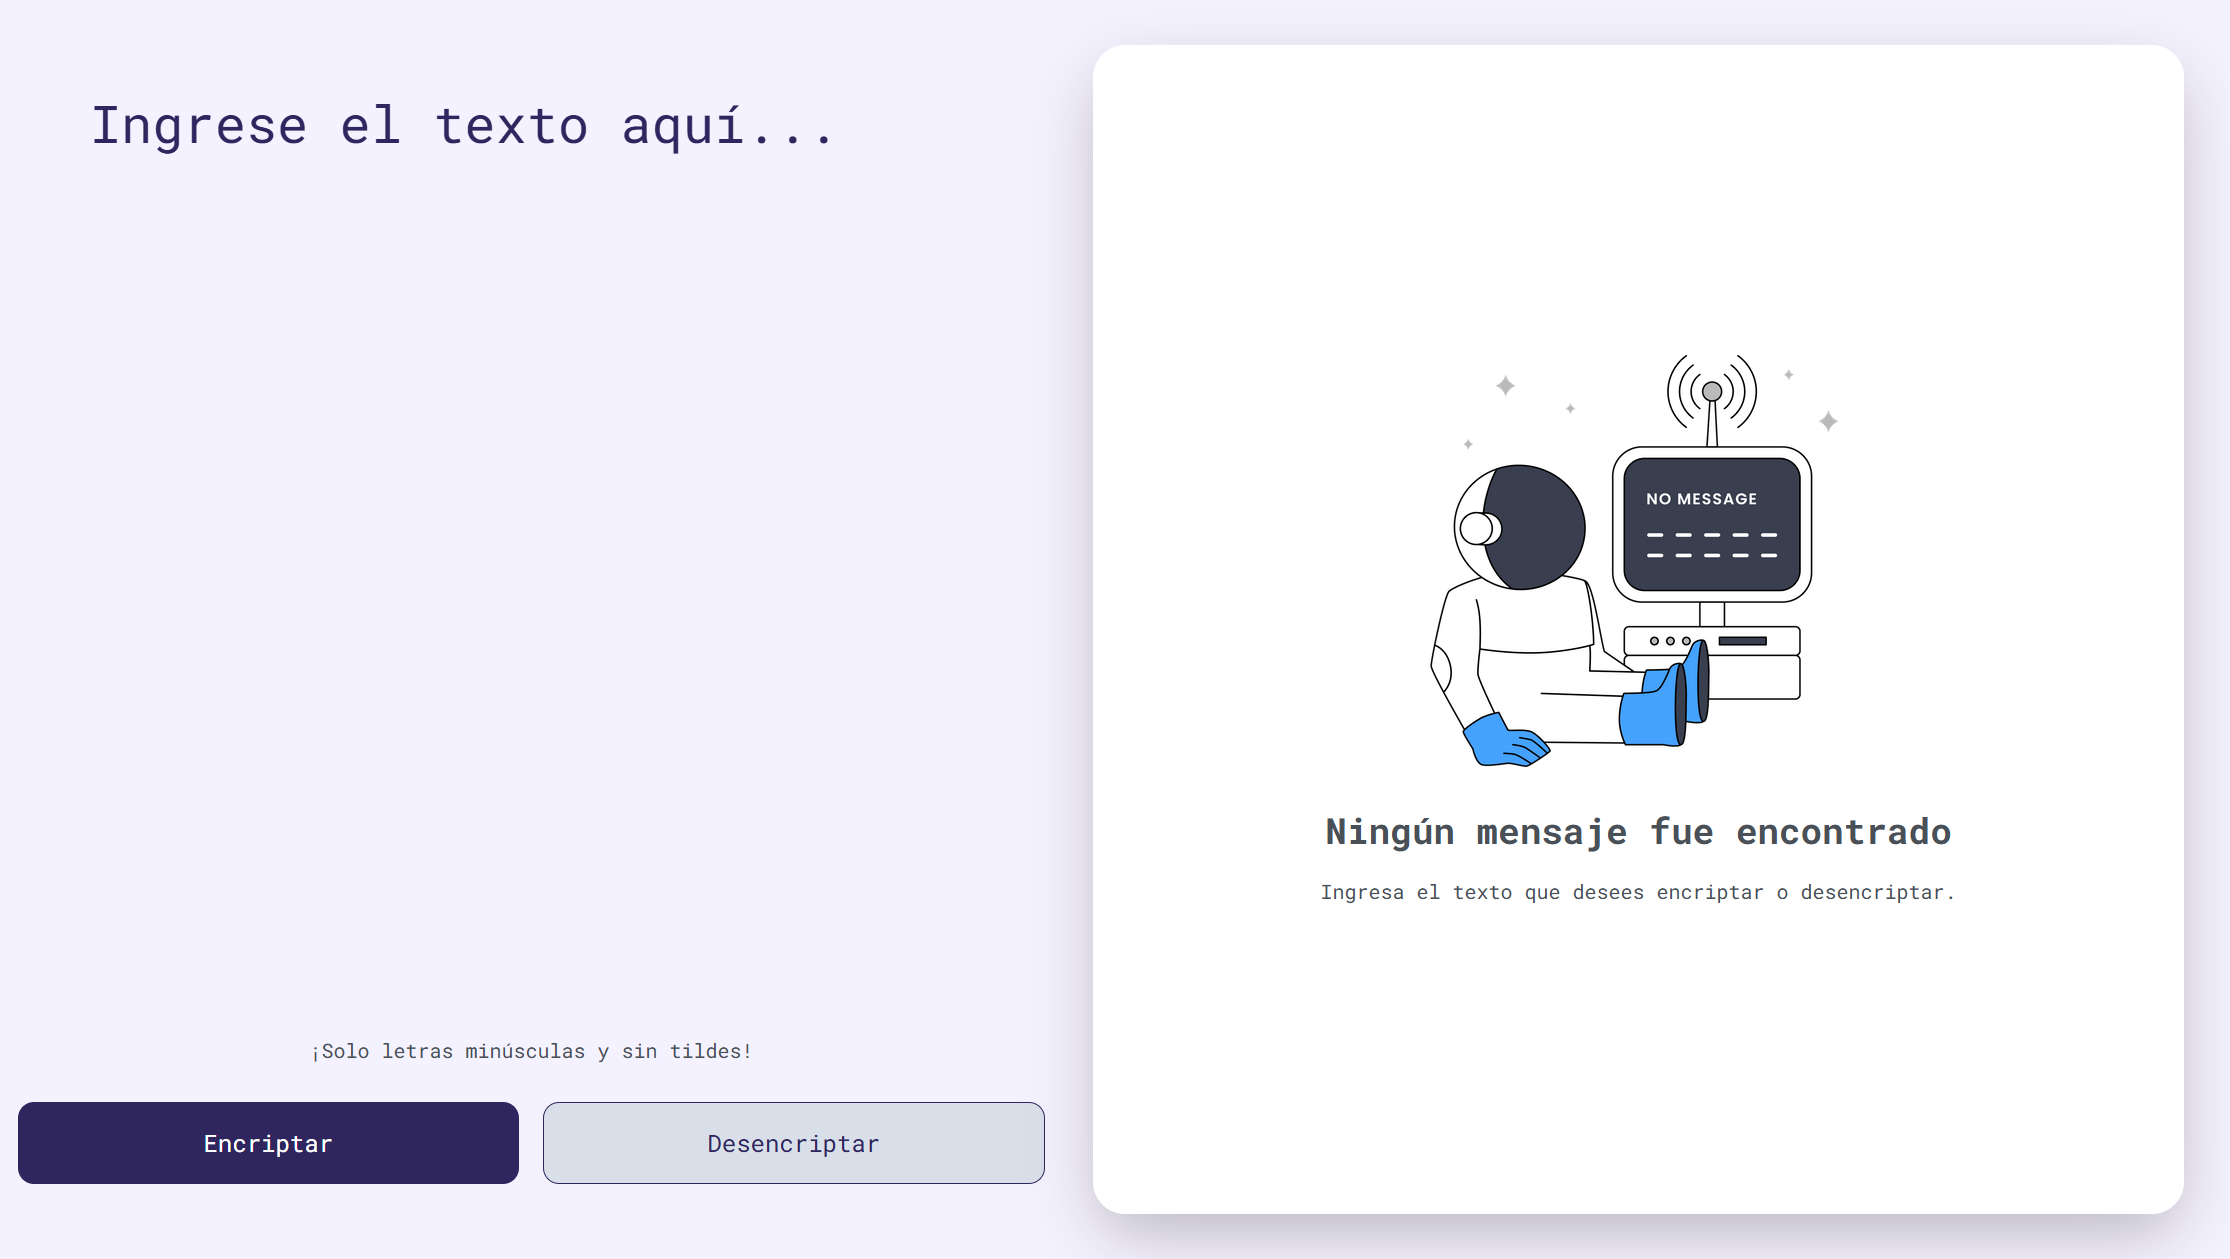 Ingrese el texto aquí...
¡Solo letras minúsculas y sin tildes!
Encriptar
Desencriptar
NO MESSAGE
Ningún mensaje fue encontrado
Ingresa el texto que desees encriptar o desencriptar.